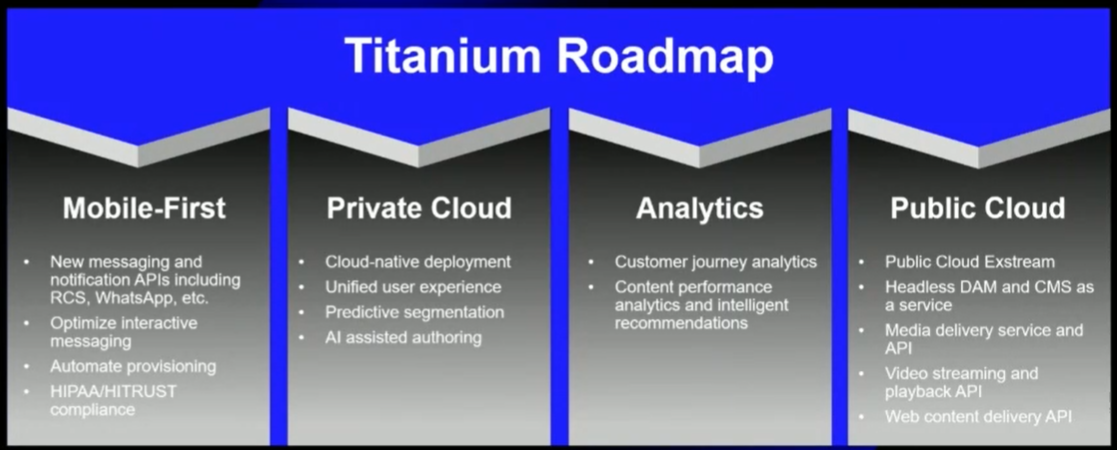 Titanium Roadmap
Mobile-First
• New messaging and
notification APIs including
RCS, WhatsApp, etc.
• Optimize interactive
messaging
• Automate provisioning
• HIPAA/HITRUST
compliance
Private Cloud
• Cloud-native deployment
• Unified user experience
• Predictive segmentation
• AI assisted authoring
Analytics
• Customer journey analytics
• Content performance
analytics and intelligent
recommendations
Public Cloud
• Public Cloud Exstream
• Headless DAM and CMS as
a service
• Media delivery service and
API
• Video streaming and
playback API
• Web content delivery API